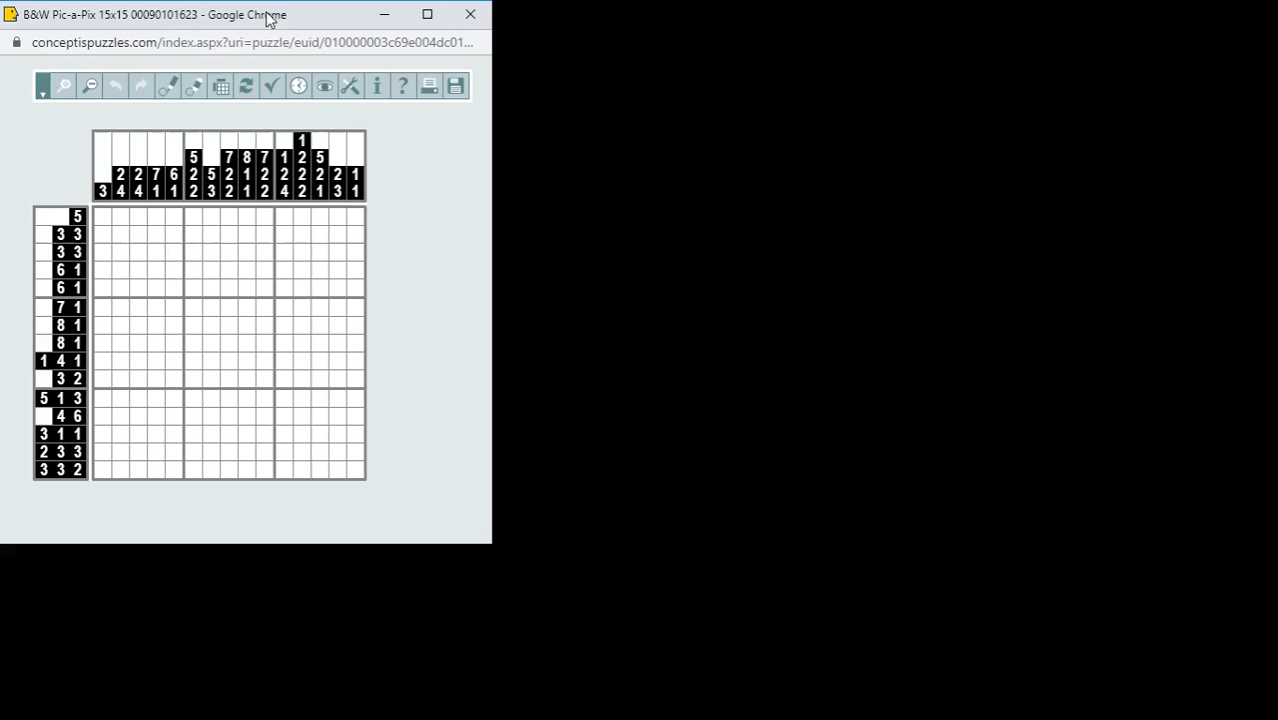 B&W Pic-a-Pix 15x15 00090101623 - Google Chrome
conceptispuzzles.com/index.aspx?uri=puzzle/euid/010000003c69e004dc01...
1
5 7 8 7 1 2 5
2 2 7 6 2 5 2 1 2 2 2 2 2 1
3 4 4 1 1 2 3 2 1 2 4 2 1 3 1
5
3 3
3 3
6 1
6 1
7 1
8 1
8 1
1 4 1
3 2
5 1 3
4 6
3 1 1
2 3 3
3 3 2